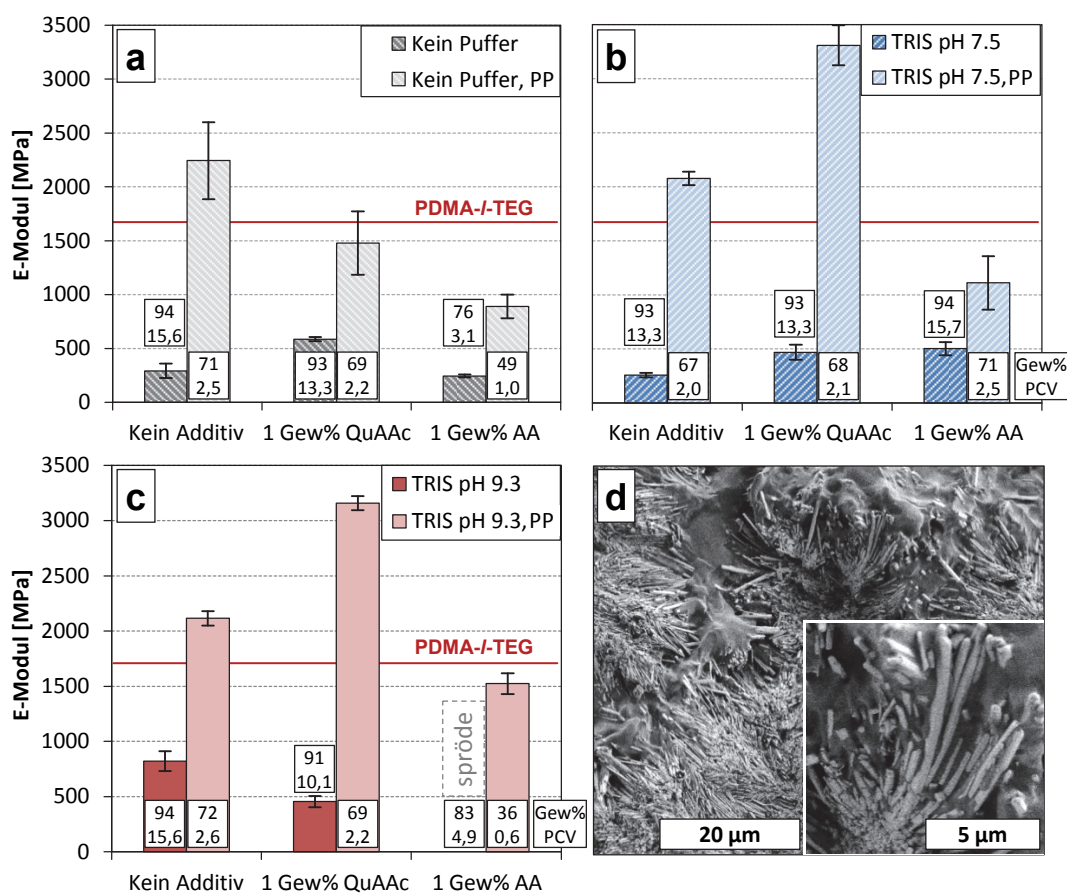 3500
3000
2500
2000
1500
1000
500
0
E-Modul [MPa]
a
Kein Puffer
Kein Puffer, PP
PDMA-l-TEG
94
15,6
71
2,5
93
13,3
69
2,2
76
3,1
49
1,0
Kein Additiv
1 Gew% QuAAc
1 Gew% AA
b
TRIS pH 7.5
TRIS pH 7.5, PP
PDMA-l-TEG
93
13,3
67
2,0
93
13,3
68
2,1
94
15,7
71
2,5
Gew%
PCV
Kein Additiv
1 Gew% QuAAc
1 Gew% AA
3500
3000
2500
2000
1500
1000
500
0
E-Modul [MPa]
c
TRIS pH 9.3
TRIS pH 9.3, PP
PDMA-l-TEG
94
15,6
72
2,6
91
10,1
69
2,2
spröde
83
4,9
36
0,6
Gew%
PCV
Kein Additiv
1 Gew% QuAAc
1 Gew% AA
d
20 µm
5 µm